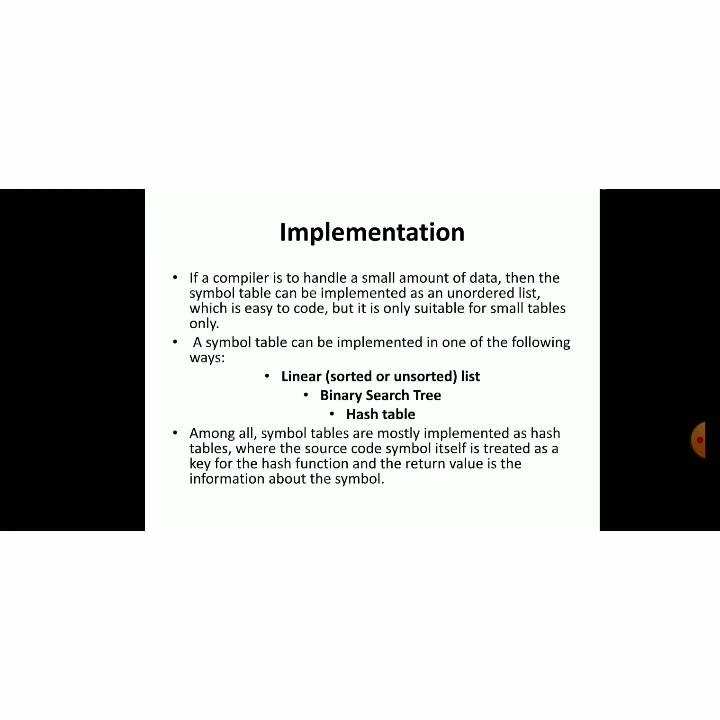 Implementation
• If a compiler is to handle a small amount of data, then the
symbol table can be implemented as an unordered list,
which is easy to code, but it is only suitable for small tables
only.
• A symbol table can be implemented in one of the following
ways:
• Linear (sorted or unsorted) list
• Binary Search Tree
• Hash table
• Among all, symbol tables are mostly implemented as hash
tables, where the source code symbol itself is treated as a
key for the hash function and the return value is the
information about the symbol.